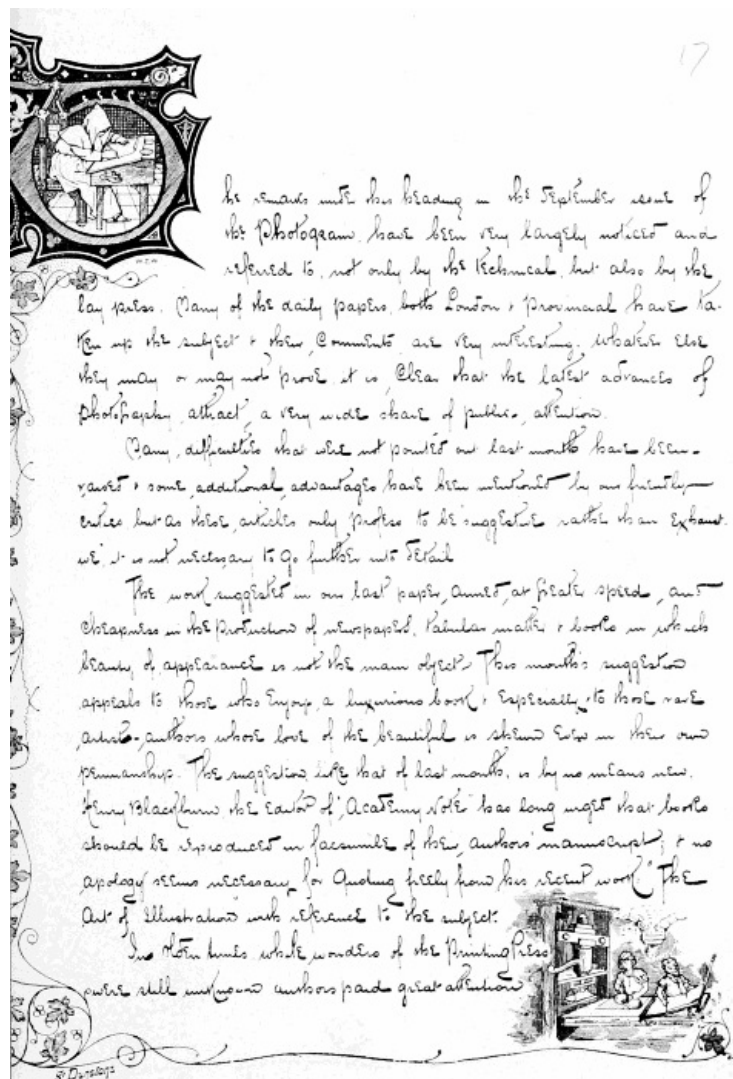 17
The remarks under this heading in the September issue of
the Photogram, have been very largely noticed and
referred to, not only by the technical, but also by the
lay press. Many of the daily papers, both London & Provincial have ta-
ken up the subject & their Comments are very interesting. Whatever else
they may or may not prove it is, Clear that the latest advances of
Photography, attract, a very wide share of public, attention.
Many, difficulties that were not pointed out last month have been
raised & some, additional, advantages have been mentioned by our friendly
critics but as these, articles only Profess to be suggestive rather than Exhaust
ive, it is not necessary to Go further into Detail
The work suggested in our last paper, aimed, at Greater speed, and
Cheapness in the Production of newspapers, tabular matter & books in which
beauty, of appearance is not the main object. This month's suggestion
appeals to those who Enjoy, a luxurious book & Especially, to those rare
artist-authors whose love of the beautiful is shewn Even in their own
penmanship. The suggestion, like that of last month, is by no means new.
Henry Blackburn, the Editor of "Academy Notes" has long urged that books
should be reproduced in facsimile of their, authors' manuscript; & no
apology seems necessary, for Quoting freely from his recent work, "The
Art of Illustration" with reference to the subject.
In olden times, while wonders of the Printing Press
were still unknown authors paid great attention